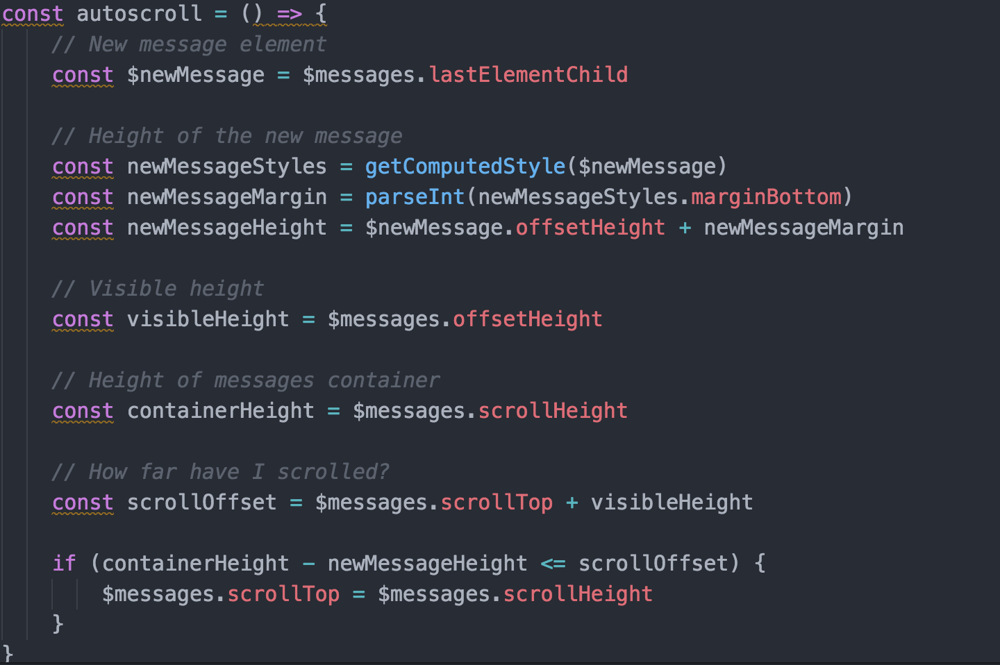 const autoscroll = () => {
// New message element
const $newMessage = $messages.lastElementChild
// Height of the new message
const newMessageStyles = getComputedStyle($newMessage)
const newMessageMargin = parseInt(newMessageStyles.marginBottom)
const newMessageHeight = $newMessage.offsetHeight + newMessageMargin
// Visible height
const visibleHeight = $messages.offsetHeight
// Height of messages container
const containerHeight = $messages.scrollHeight
// How far have I scrolled?
const scrollOffset = $messages.scrollTop + visibleHeight
if (containerHeight - newMessageHeight <= scrollOffset) {
$messages.scrollTop = $messages.scrollHeight
}
}